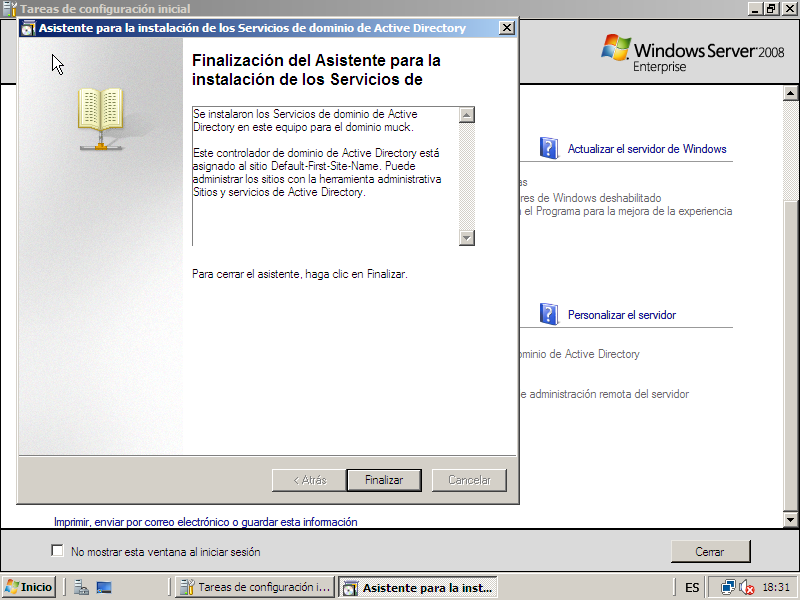 Tareas de configuración inicial
Asistente para la instalación de los Servicios de dominio de Active Directory
Finalización del Asistente para la
instalación de los Servicios de
Se instalaron los Servicios de dominio de Active
Directory en este equipo para el dominio muck.
Este controlador de dominio de Active Directory está
asignado al sitio Default-First-Site-Name. Puede
administrar los sitios con la herramienta administrativa
Sitios y servicios de Active Directory.
Para cerrar el asistente, haga clic en Finalizar.
< Atrás
Finalizar
Cancelar
Windows Server 2008
Enterprise
Actualizar el servidor de Windows
as
res de Windows deshabilitado
el Programa para la mejora de la experiencia
Personalizar el servidor
ominio de Active Directory
e administración remota del servidor
Imprimir, enviar por correo electrónico o guardar esta información
No mostrar esta ventana al iniciar sesión
Cerrar
Inicio
Tareas de configuración i...
Asistente para la inst...
ES
18:31